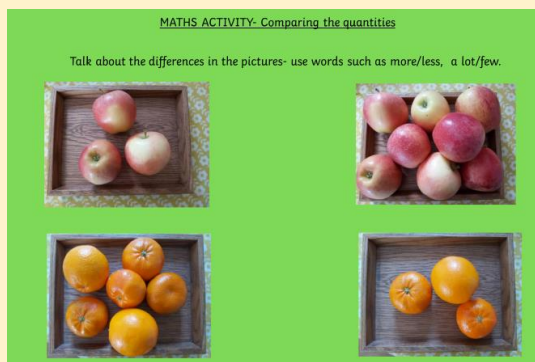 MATHS ACTIVITY- Comparing the quantities
Talk about the differences in the pictures- use words such as more/less, a lot/few.